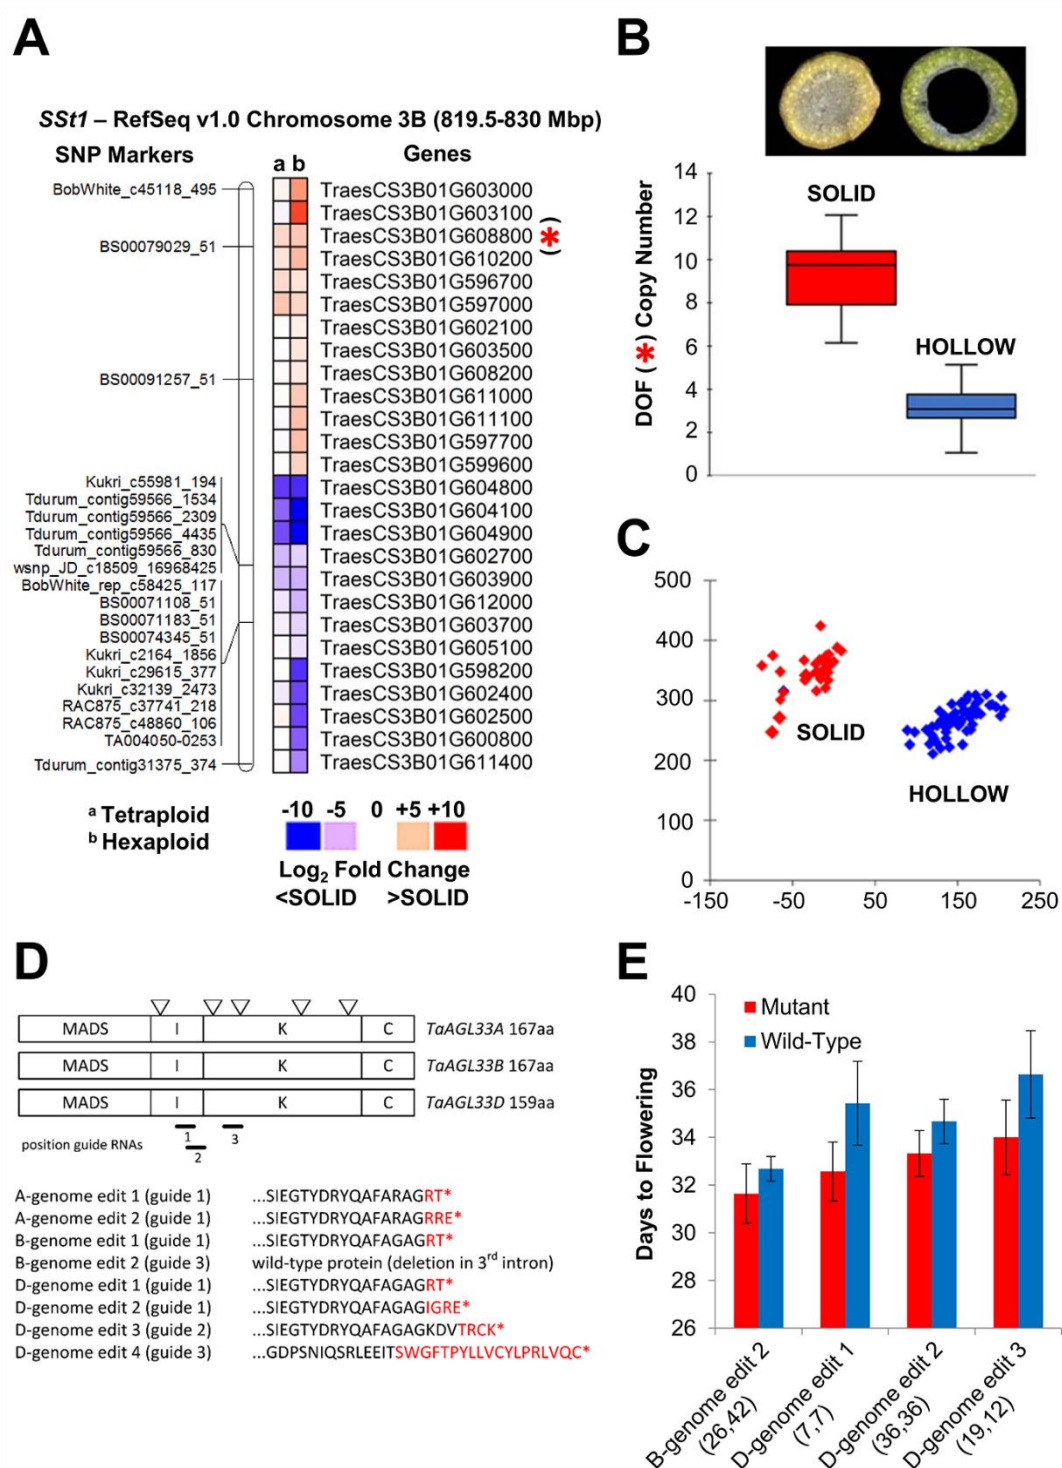 A
SSt1 – RefSeq v1.0 Chromosome 3B (819.5-830 Mbp)
SNP Markers
a b
Genes
BobWhite_c45118_495
BS00079029_51
BS00091257_51
Kukri_c55981_194
Tdurum_contig59566_1534
Tdurum_contig59566_2309
Tdurum_contig59566_4435
Tdurum_contig59566_830
wsnp_JD_c18509_16968425
BobWhite_rep_c58425_117
BS00071108_51
BS00071183_51
BS00074345_51
Kukri_c2164_1856
Kukri_c29615_377
Kukri_c32139_2473
RAC875_c37741_218
RAC875_c48860_106
TA004050-0253
Tdurum_contig31375_374
TraesCS3B01G603000
TraesCS3B01G603100
TraesCS3B01G608800 (*)
TraesCS3B01G610200
TraesCS3B01G596700
TraesCS3B01G597000
TraesCS3B01G602100
TraesCS3B01G603500
TraesCS3B01G608200
TraesCS3B01G611000
TraesCS3B01G611100
TraesCS3B01G597700
TraesCS3B01G599600
TraesCS3B01G604800
TraesCS3B01G604100
TraesCS3B01G604900
TraesCS3B01G602700
TraesCS3B01G603900
TraesCS3B01G612000
TraesCS3B01G603700
TraesCS3B01G605100
TraesCS3B01G598200
TraesCS3B01G602400
TraesCS3B01G602500
TraesCS3B01G600800
TraesCS3B01G611400
a Tetraploid
b Hexaploid
-10 -5 0 +5 +10
Log2 Fold Change
<SOLID >SOLID
B
DOF (*) Copy Number
14
12
10
8
6
4
2
0
SOLID
HOLLOW
C
500
400
300
200
100
0
-150 -50 50 150 250
SOLID
HOLLOW
D
MADS I K C TaAGL33A 167aa
MADS I K C TaAGL33B 167aa
MADS I K C TaAGL33D 159aa
position guide RNAs
1
2
3
A-genome edit 1 (guide 1) ...SIEGTYDRYQAFARAGRT*
A-genome edit 2 (guide 1) ...SIEGTYDRYQAFARAGRRE*
B-genome edit 1 (guide 1) ...SIEGTYDRYQAFAGAGRT*
B-genome edit 2 (guide 3) wild-type protein (deletion in 3rd intron)
D-genome edit 1 (guide 1) ...SIEGTYDRYQAFAGAGRT*
D-genome edit 2 (guide 1) ...SIEGTYDRYQAFAGAGIGRE*
D-genome edit 3 (guide 2) ...SIEGTYDRYQAFAGAGKDVTRCK*
D-genome edit 4 (guide 3) ...GDPSNIQSRLEEITSWGFTPYLLVCYLPRLVQC*
E
Days to Flowering
40
38
36
34
32
30
28
26
Mutant
Wild-Type
B-genome edit 2
(26,42)
D-genome edit 1
(7,7)
D-genome edit 2
(36,36)
D-genome edit 3
(19,12)